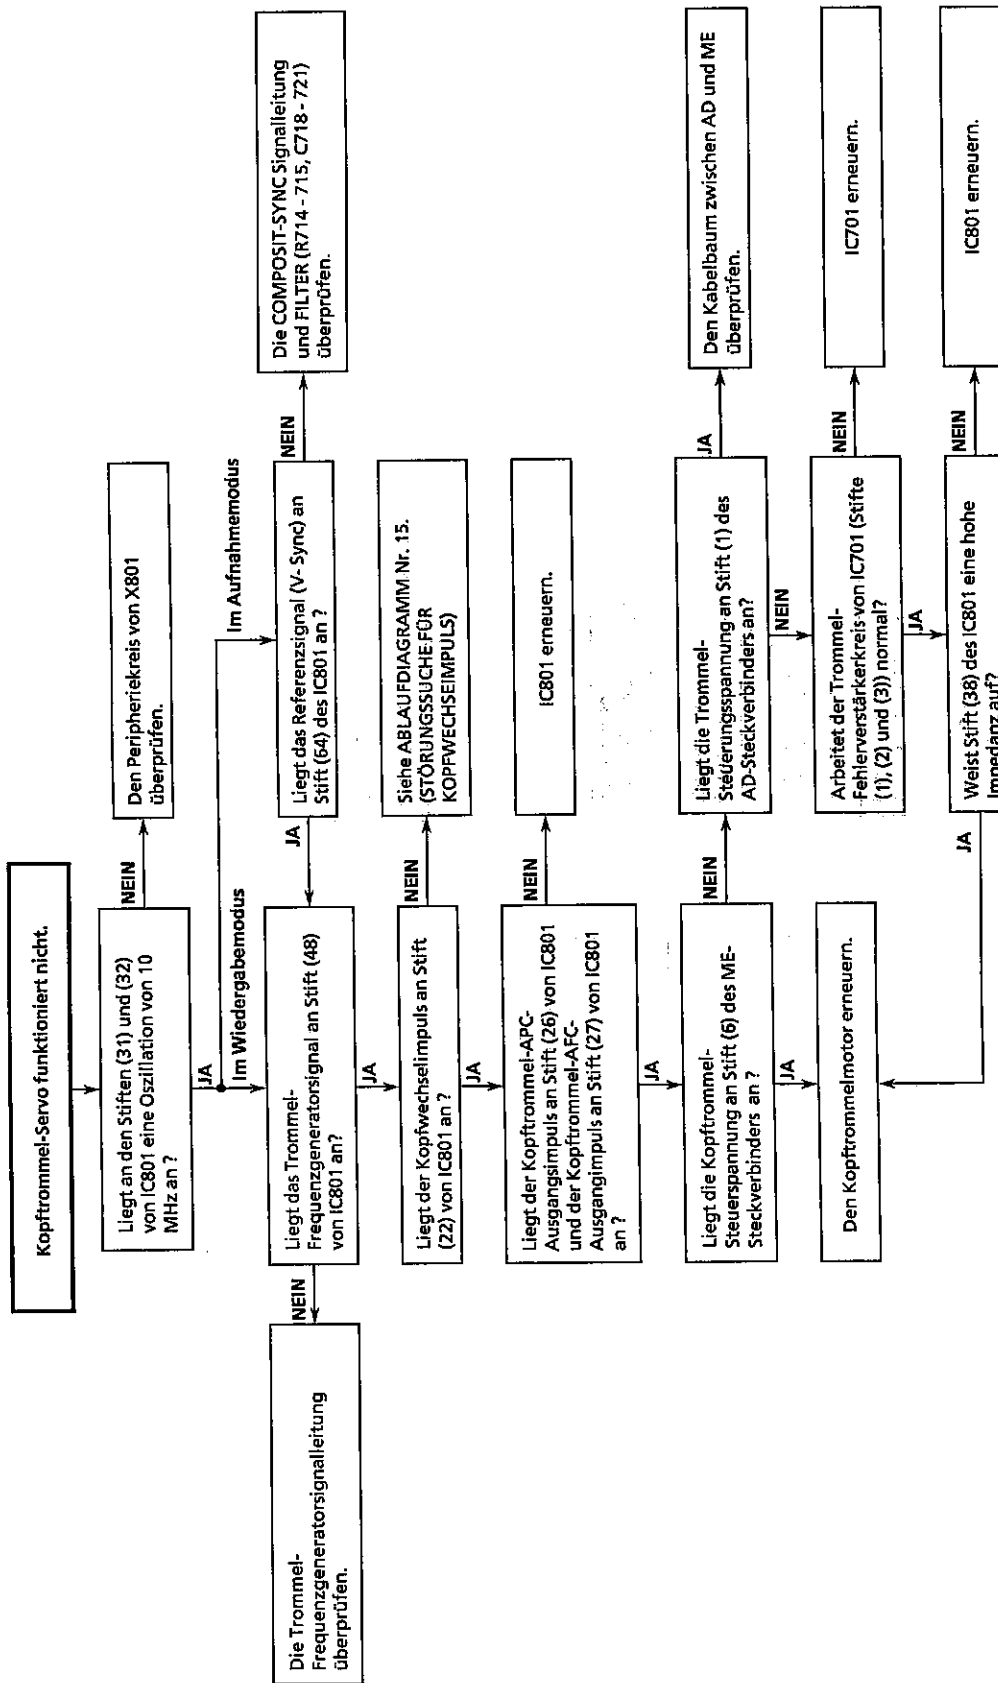 Kopftrommel-Servo funktioniert nicht.
Liegt an den Stiften (31) und (32)
von IC801 eine Oszillation von 10
MHz an ?
NEIN
Den Peripheriekreis von X801
überprüfen.
JA
Im Wiedergabemodus
Im Aufnahmemodus
Liegt das Referenzsignal (V- Sync) an
Stift (64) des IC801 an ?
NEIN
Die COMPOSIT-SYNC Signalleitung
und FILTER (R714 - 715, C718 - 721)
überprüfen.
JA
Liegt das Trommel-
Frequenzgeneratorsignal an Stift (48)
von IC801 an?
NEIN
Die Trommel-
Frequenzgeneratorsignalleitung
überprüfen.
JA
Liegt der Kopfwechselimpuls an Stift
(22) von IC801 an ?
NEIN
Siehe ABLAUFDIAGRAMM Nr. 15.
(STÖRUNGSSUCHE FÜR
KOPFWECHSEIMPULS)
JA
Liegt der Kopftrommel-APC-
Ausgangsimpuls an Stift (26) von IC801
und der Kopftrommel-AFC-
Ausgangimpuls an Stift (27) von IC801
an ?
NEIN
IC801 erneuern.
JA
Liegt die Kopftrommel-
Steuerspannung an Stift (6) des ME-
Steckverbinders an ?
NEIN
Liegt die Trommel-
Steuerungsspannung an Stift (1) des
AD-Steckverbinders an?
JA
Den Kabelbaum zwischen AD und ME
überprüfen.
JA
NEIN
Den Kopftrommelmotor erneuern.
Arbeitet der Trommel-
Fehlerverstärkerkreis von IC701 (Stifte
(1), (2) und (3)) normal?
NEIN
IC701 erneuern.
JA
Weist Stift (38) des IC801 eine hohe
Impedanz auf?
NEIN
IC801 erneuern.
JA